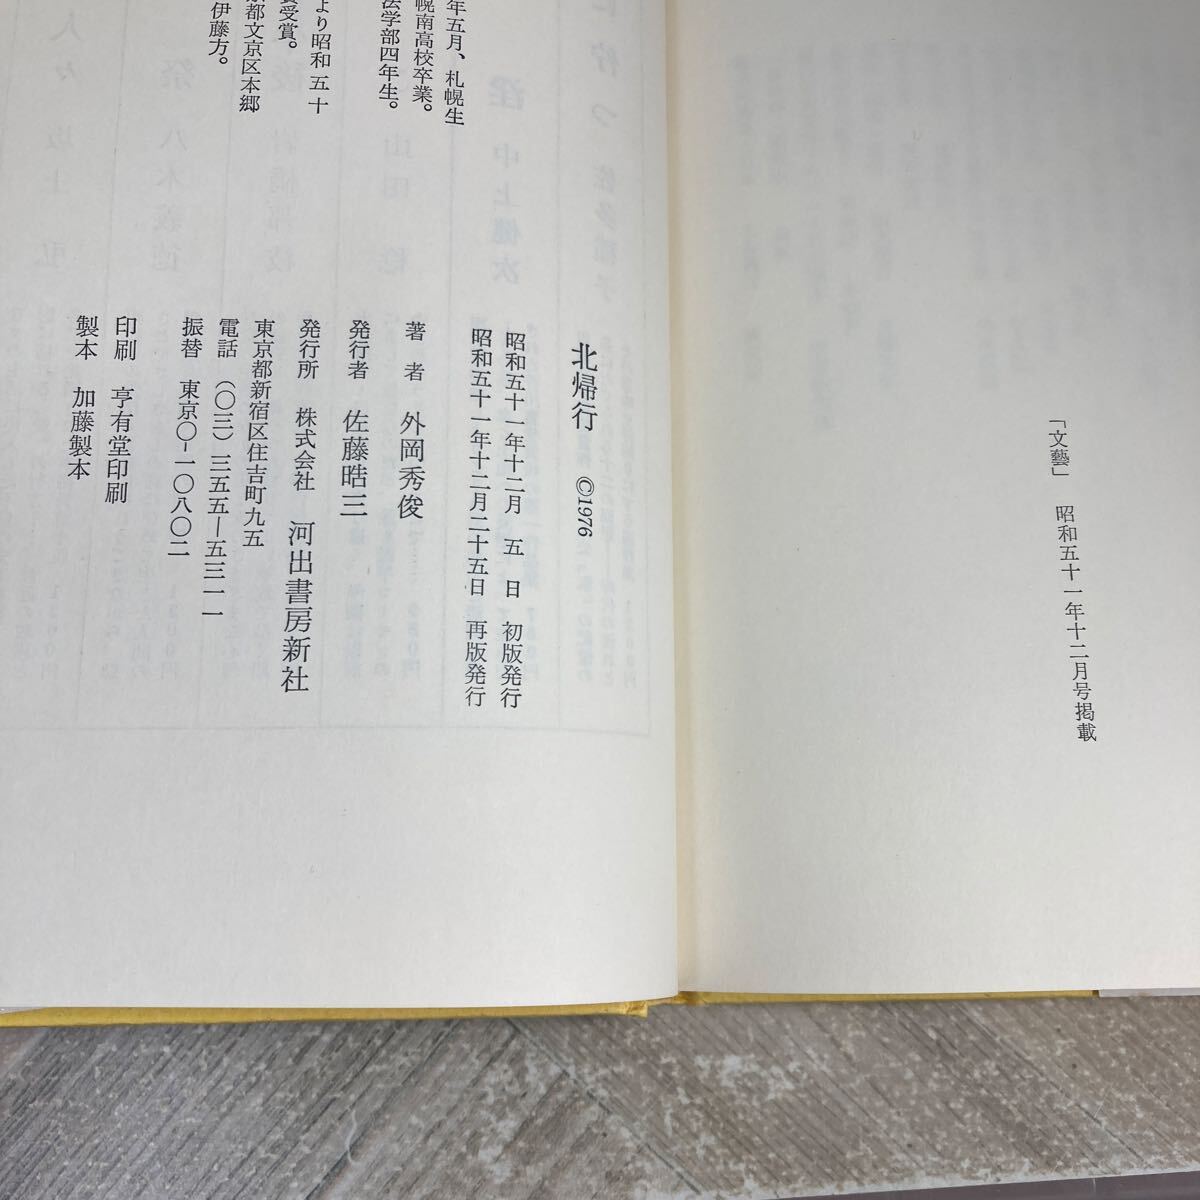 「文藝」 昭和五十一年十二月号掲載
年五月、札幌生
幌南高校卒業。
法学部四年生。
より昭和五十
賞受賞。
京都文京区本郷
伊藤方。
北帰行 ©1976
昭和五十一年十二月 五 日 初版発行
昭和五十一年十二月二十五日 再版発行
著 者 外岡秀俊
発行者 佐藤晧三
発行所 株式会社 河出書房新社
東京都新宿区住吉町九五
電話 (〇三)三五五―五三一一
振替 東京〇―一〇八〇二
印刷 亨有堂印刷
製本 加藤製本